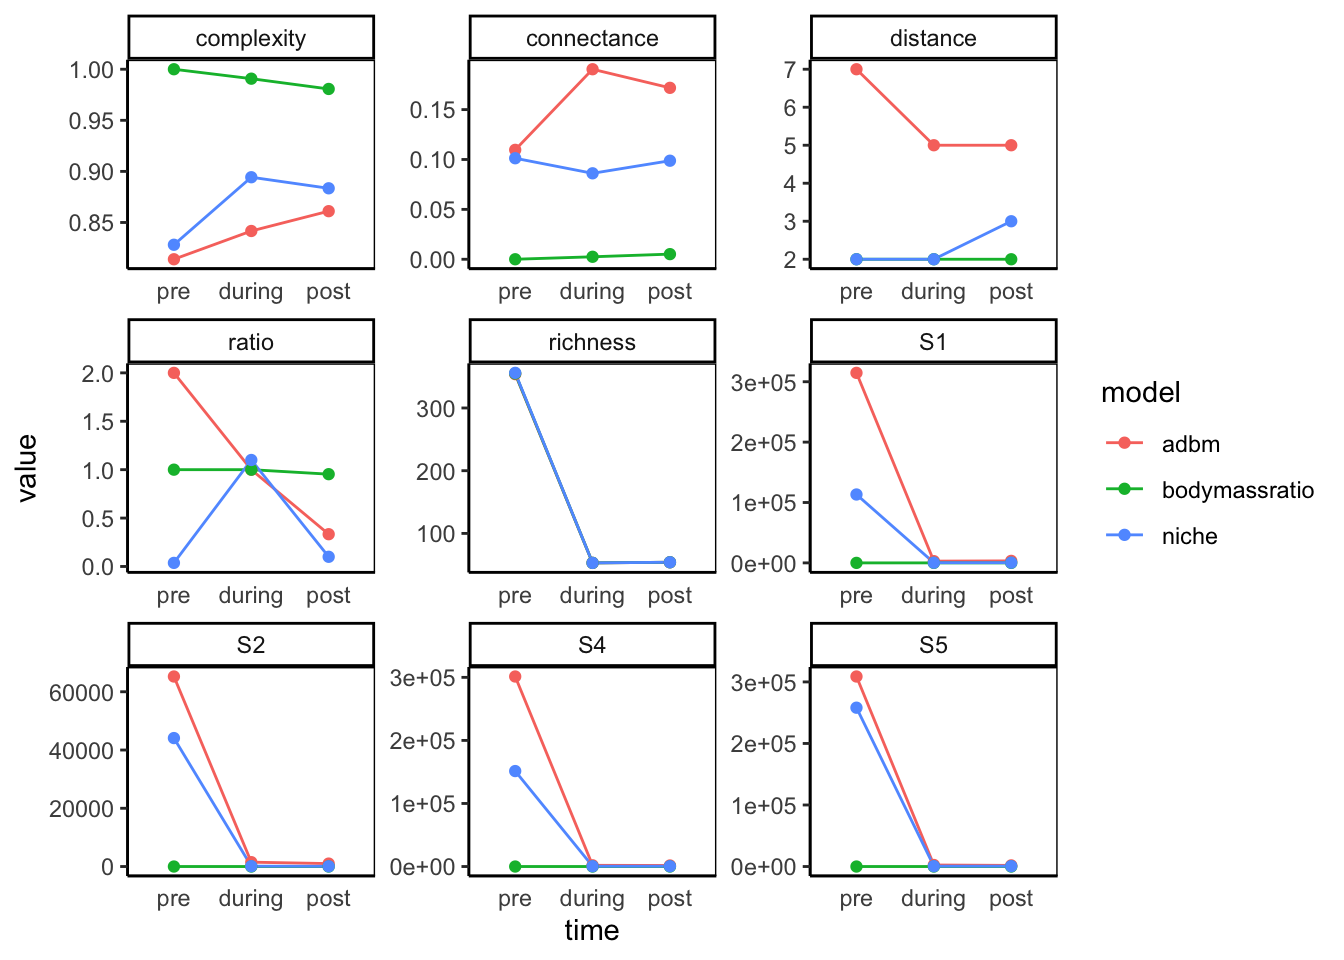 complexity
connectance
distance
1.00
0.95
0.90
0.85
0.15
0.10
0.05
0.00
7
6
5
4
3
2
pre during post
pre during post
pre during post
ratio
richness
S1
value
2.0
1.5
1.0
0.5
0.0
300
200
100
3e+05
2e+05
1e+05
0e+00
pre during post
pre during post
pre during post
model
adbm
bodymassratio
niche
S2
S4
S5
60000
40000
20000
0
3e+05
2e+05
1e+05
0e+00
3e+05
2e+05
1e+05
0e+00
pre during post
pre during post
pre during post
time